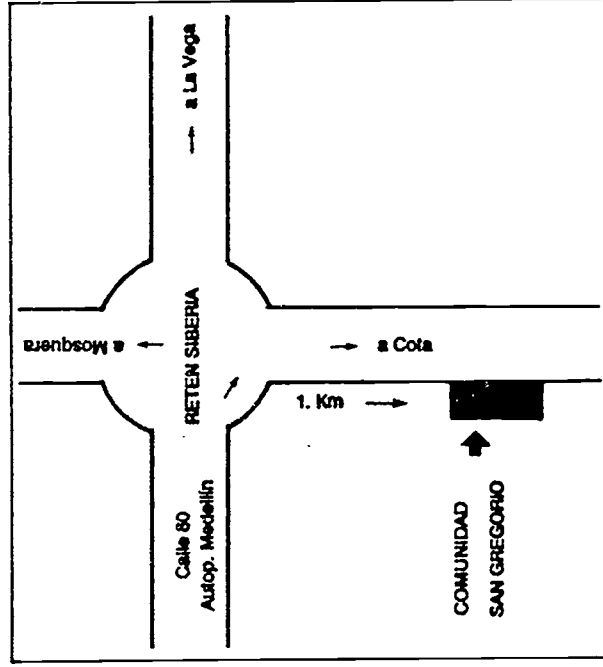 a La Vega
a Mosquera
RETEN SIBERIA
a Cota
1. Km
Calle 80
Autop. Medellín
COMUNIDAD
SAN GREGORIO